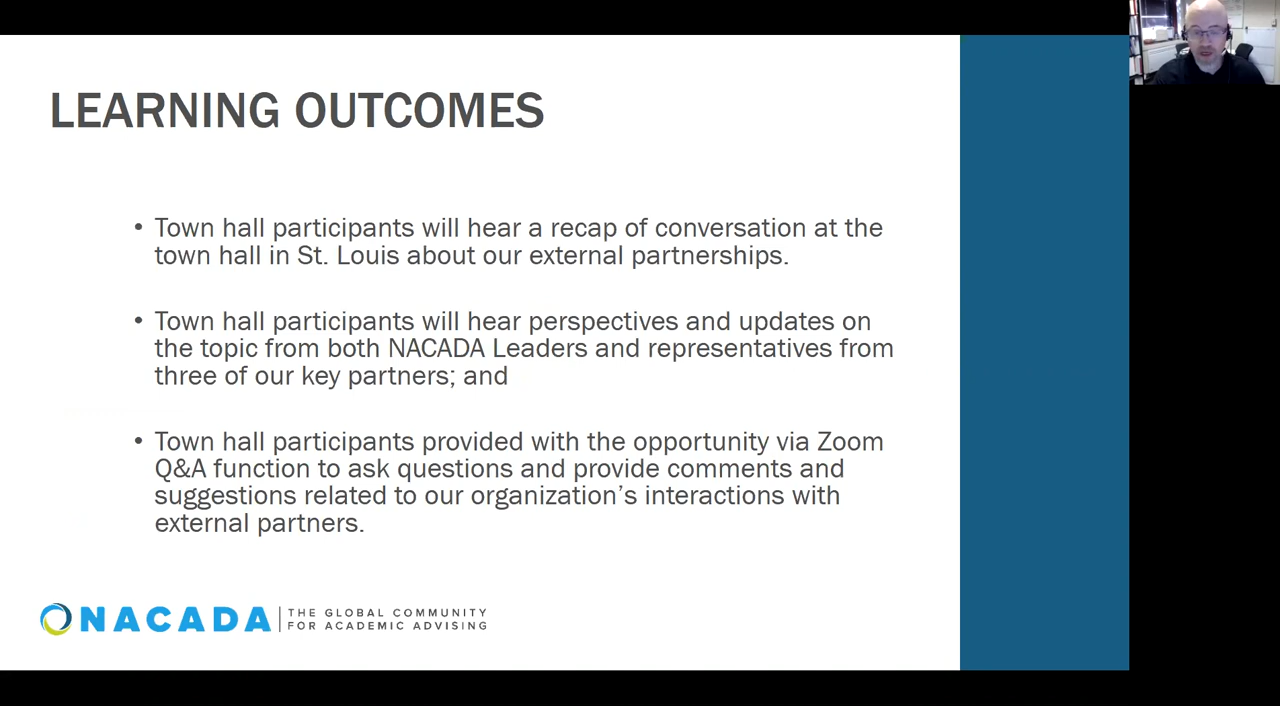 LEARNING OUTCOMES
• Town hall participants will hear a recap of conversation at the
town hall in St. Louis about our external partnerships.
• Town hall participants will hear perspectives and updates on
the topic from both NACADA Leaders and representatives from
three of our key partners; and
• Town hall participants provided with the opportunity via Zoom
Q&A function to ask questions and provide comments and
suggestions related to our organization’s interactions with
external partners.
NACADA
THE GLOBAL COMMUNITY
FOR ACADEMIC ADVISING